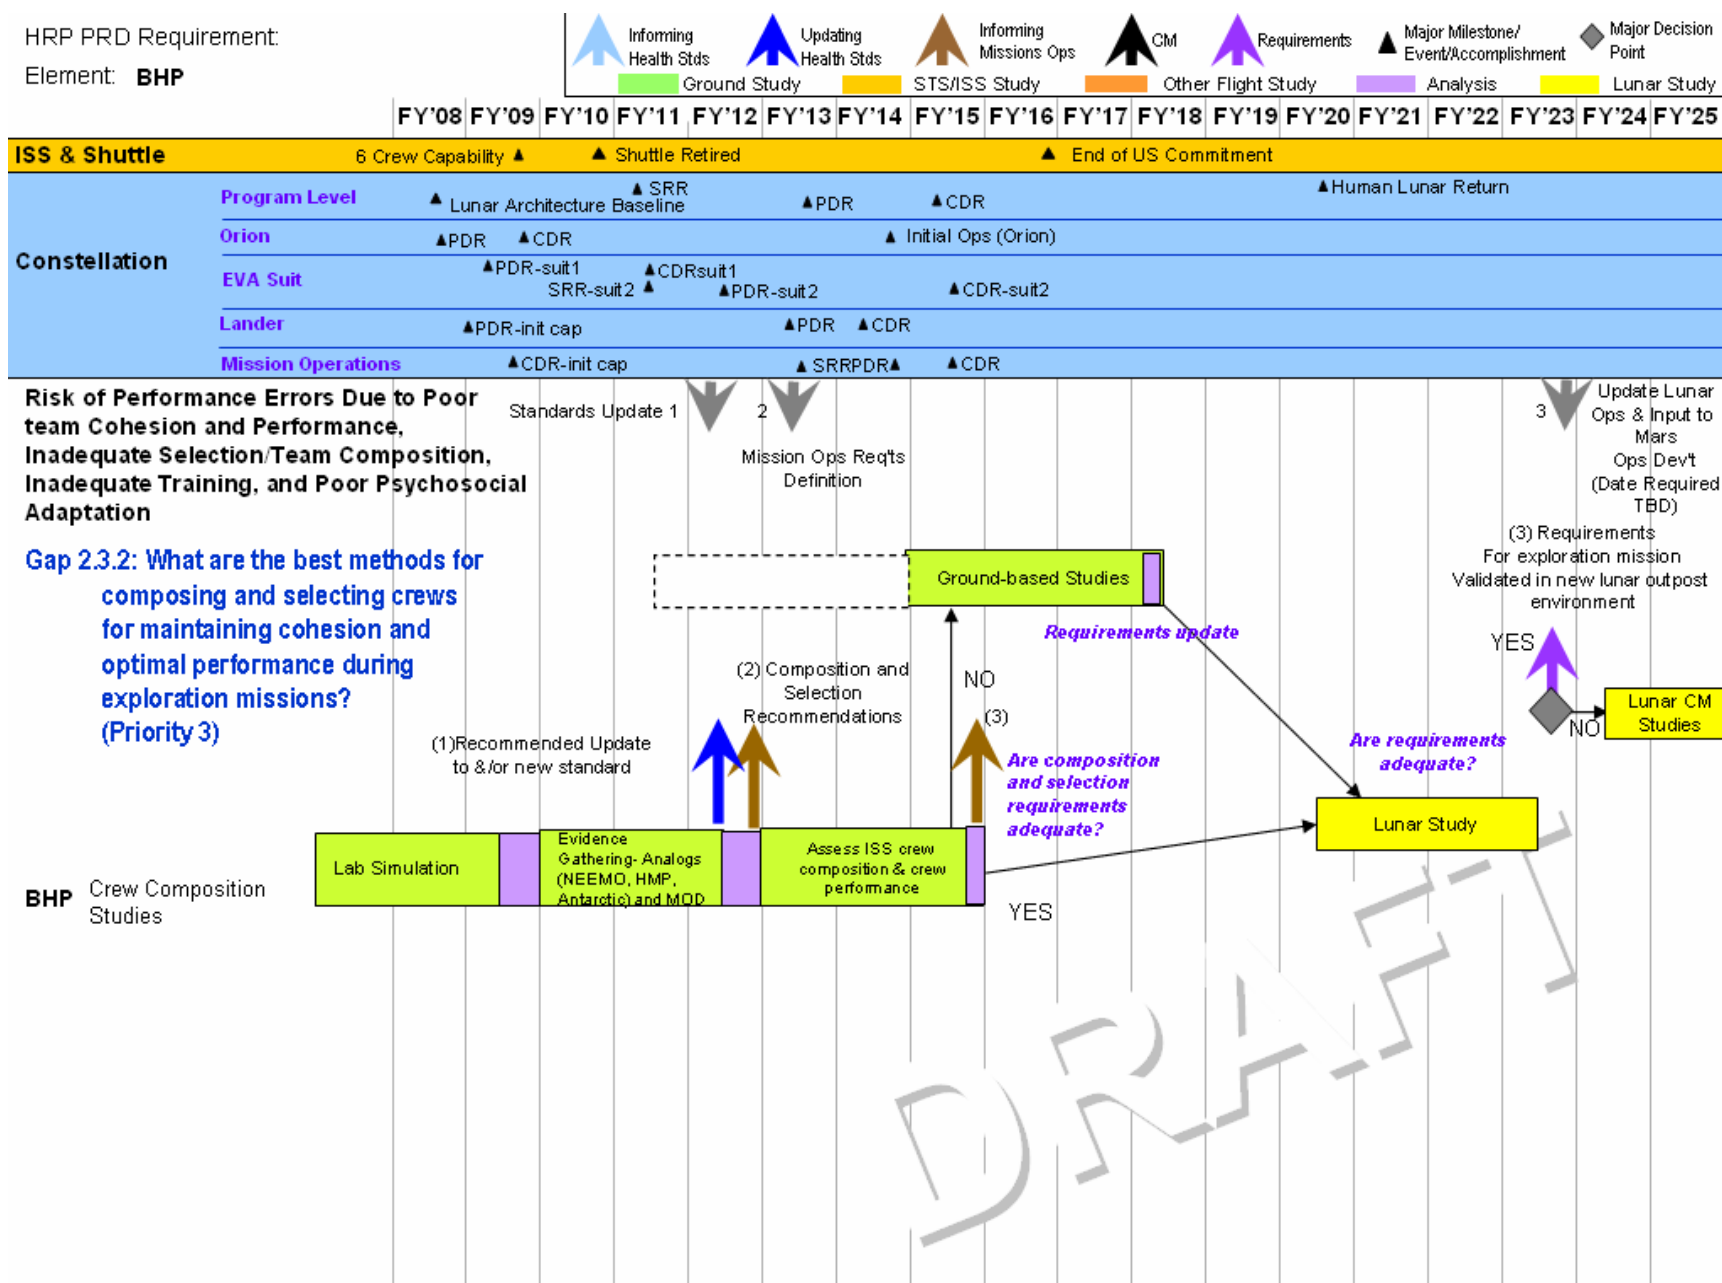 HRP PRD Requirement:
Element: BHP
Informing
Health Stds
Updating
Health Stds
Informing
Missions Ops
CM
Requirements
Major Milestone/
Event/Accomplishment
Major Decision
Point
Ground Study
STS/ISS Study
Other Flight Study
Analysis
Lunar Study
FY'08 FY'09 FY'10 FY'11 FY'12 FY'13 FY'14 FY'15 FY'16 FY'17 FY'18 FY'19 FY'20 FY'21 FY'22 FY'23 FY'24 FY'25
ISS & Shuttle
6 Crew Capability
Shuttle Retired
End of US Commitment
Constellation
Program Level
Lunar Architecture Baseline
SRR
PDR
CDR
Human Lunar Return
Orion
PDR
CDR
Initial Ops (Orion)
EVA Suit
PDR-suit1
CDRsuit1
SRR-suit2
PDR-suit2
CDR-suit2
Lander
PDR-init cap
PDR
CDR
Mission Operations
CDR-init cap
SRRPDR
CDR
Risk of Performance Errors Due to Poor
team Cohesion and Performance,
Inadequate Selection/Team Composition,
Inadequate Training, and Poor Psychosocial
Adaptation
Standards Update 1
2
Mission Ops Req'ts
Definition
3
Update Lunar
Ops & Input to
Mars
Ops Dev't
(Date Required
TBD)
Gap 2.3.2: What are the best methods for
composing and selecting crews
for maintaining cohesion and
optimal performance during
exploration missions?
(Priority 3)
Ground-based Studies
Requirements update
(3) Requirements
For exploration mission
Validated in new lunar outpost
environment
YES
NO
Lunar CM
Studies
(1)Recommended Update
to &/or new standard
(2) Composition and
Selection
Recommendations
NO
(3)
Are composition
and selection
requirements
adequate?
Are requirements
adequate?
Lunar Study
BHP
Crew Composition
Studies
Lab Simulation
Evidence
Gathering- Analogs
(NEEMO, HMP,
Antarctic) and MOD
Assess ISS crew
composition & crew
performance
YES
DRAFT